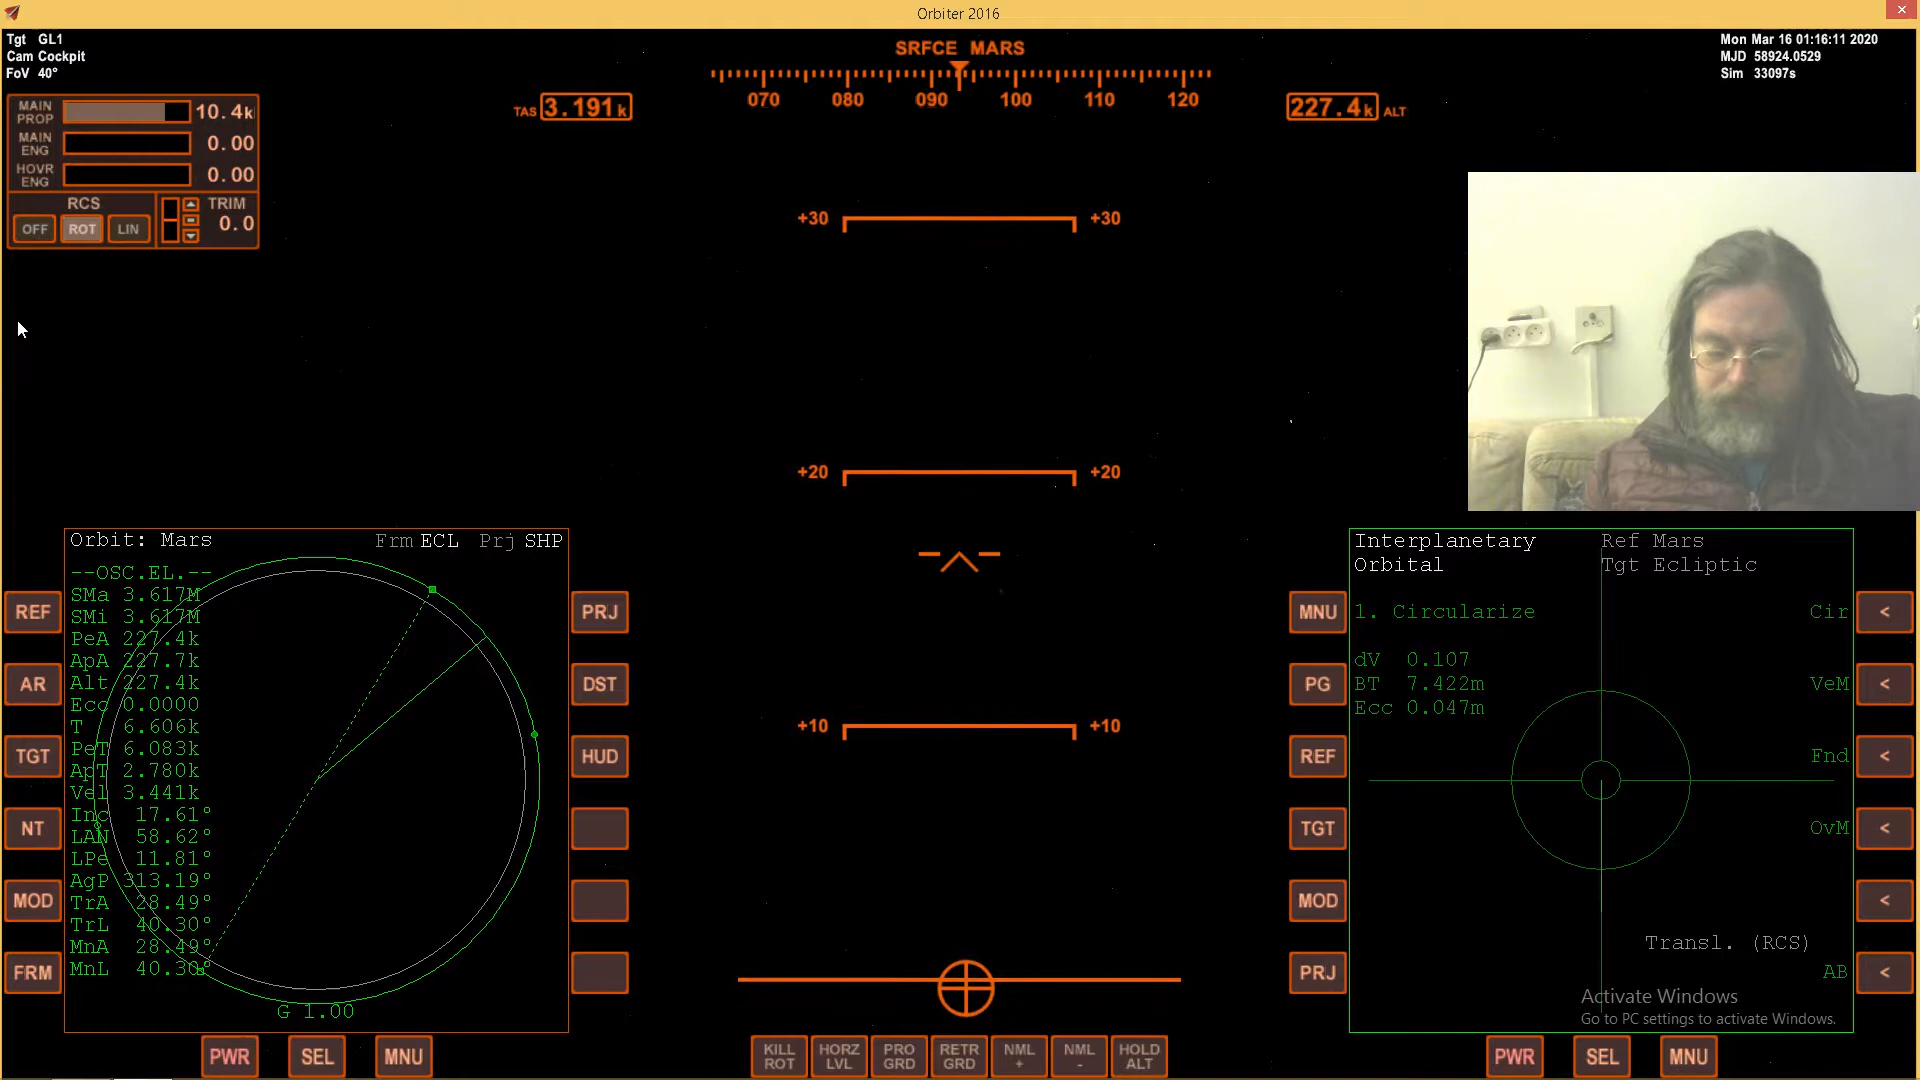 Orbiter 2016
Tgt GL1
Cam Cockpit
FoV 40°
SRFCE MARS
070 080 090 100 110 120
TAS 3.191k
227.4k ALT
Mon Mar 16 01:16:11 2020
MJD 58924.0529
Sim 33097s
MAIN PROP 10.4k
MAIN ENG 0.00
HOVR ENG 0.00
RCS
OFF ROT LIN
TRIM
0.0
+30 +30
+20 +20
+10 +10
Orbit: Mars Frm ECL Prj SHP
--OSC.EL.--
SMa 3.617M
SMi 3.617M
PeA 227.4k
ApA 227.7k
Alt 227.4k
Ecc 0.0000
T 6.606k
PeT 6.083k
ApT 2.780k
Vel 3.441k
Inc 17.61°
LAN 58.62°
LPe 11.81°
AgP 313.19°
TrA 28.49°
TrL 40.30°
MnA 28.49°
MnL 40.30°
G 1.00
REF
AR
TGT
NT
MOD
FRM
PRJ
DST
HUD
PWR SEL MNU
KILL ROT
HORZ LVL
PRO GRD
RETR GRD
NML +
NML -
HOLD ALT
MNU
PG
REF
TGT
MOD
PRJ
Interplanetary Ref Mars
Orbital Tgt Ecliptic
1. Circularize
dV 0.107
BT 7.422m
Ecc 0.047m
Cir <
VeM <
Fnd <
OvM <
<
AB <
Transl. (RCS)
Activate Windows
Go to PC settings to activate Windows.
PWR SEL MNU